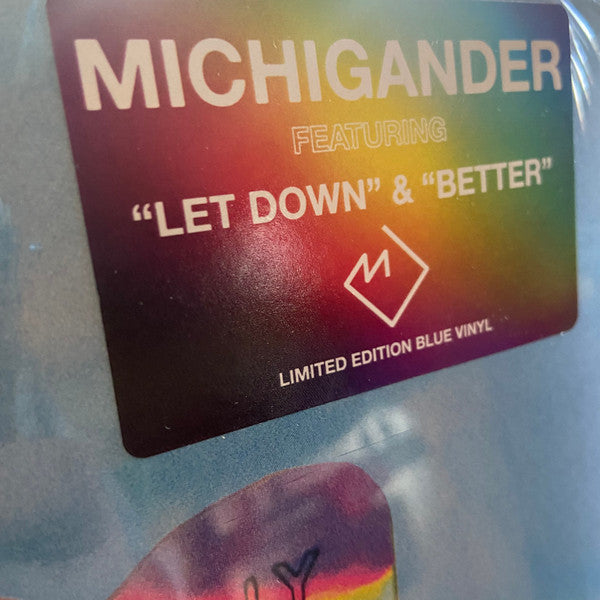 MICHIGANDER
FEATURING
“LET DOWN” & “BETTER”
M
LIMITED EDITION BLUE VINYL